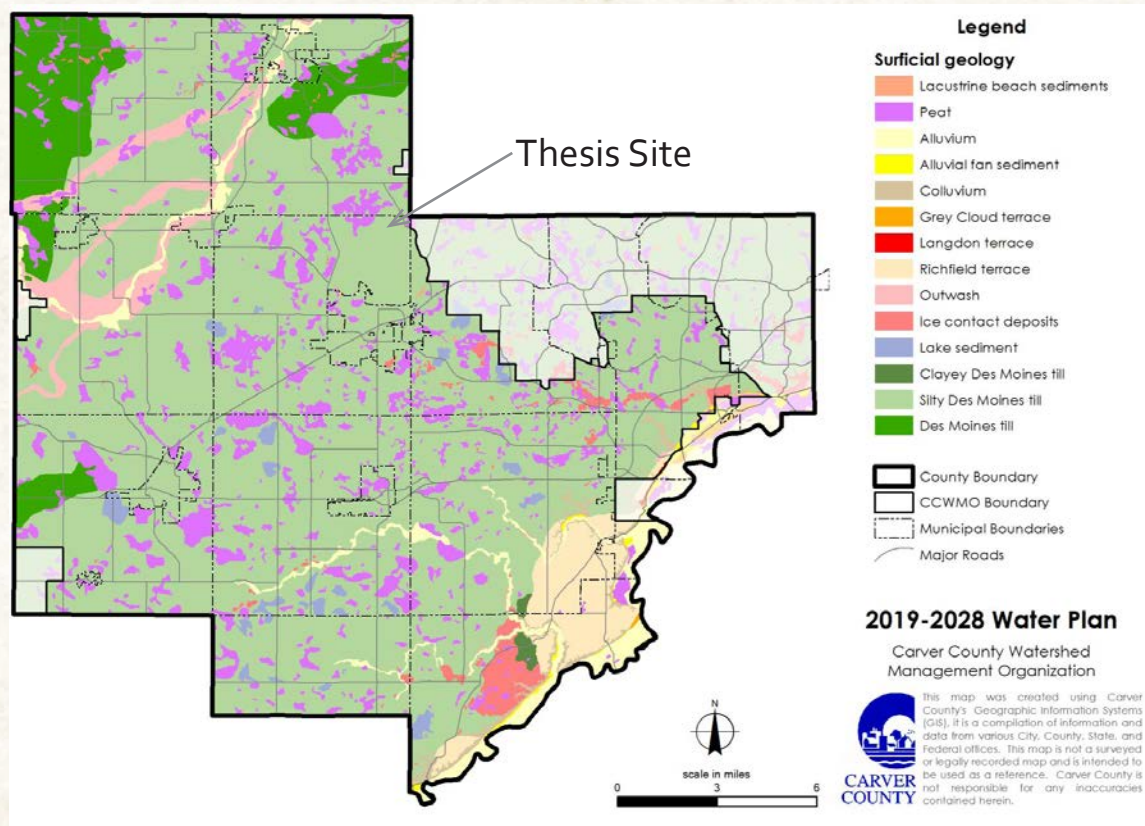 Thesis Site
Legend
Surficial geology
Lacustrine beach sediments
Peat
Alluvium
Alluvial fan sediment
Colluvium
Grey Cloud terrace
Langdon terrace
Richfield terrace
Outwash
Ice contact deposits
Lake sediment
Clayey Des Moines till
Silty Des Moines till
Des Moines till
County Boundary
CCWMO Boundary
Municipal Boundaries
Major Roads
2019-2028 Water Plan
Carver County Watershed
Management Organization
This map was created using Carver
County's Geographic Information Systems
(GIS), it is a compilation of information and
data from various City, County, State, and
Federal offices. This map is not a surveyed
or legally recorded map and is intended to
be used as a reference. Carver County is
not responsible for any inaccuracies
contained herein.
CARVER
COUNTY
N
scale in miles
0 3 6